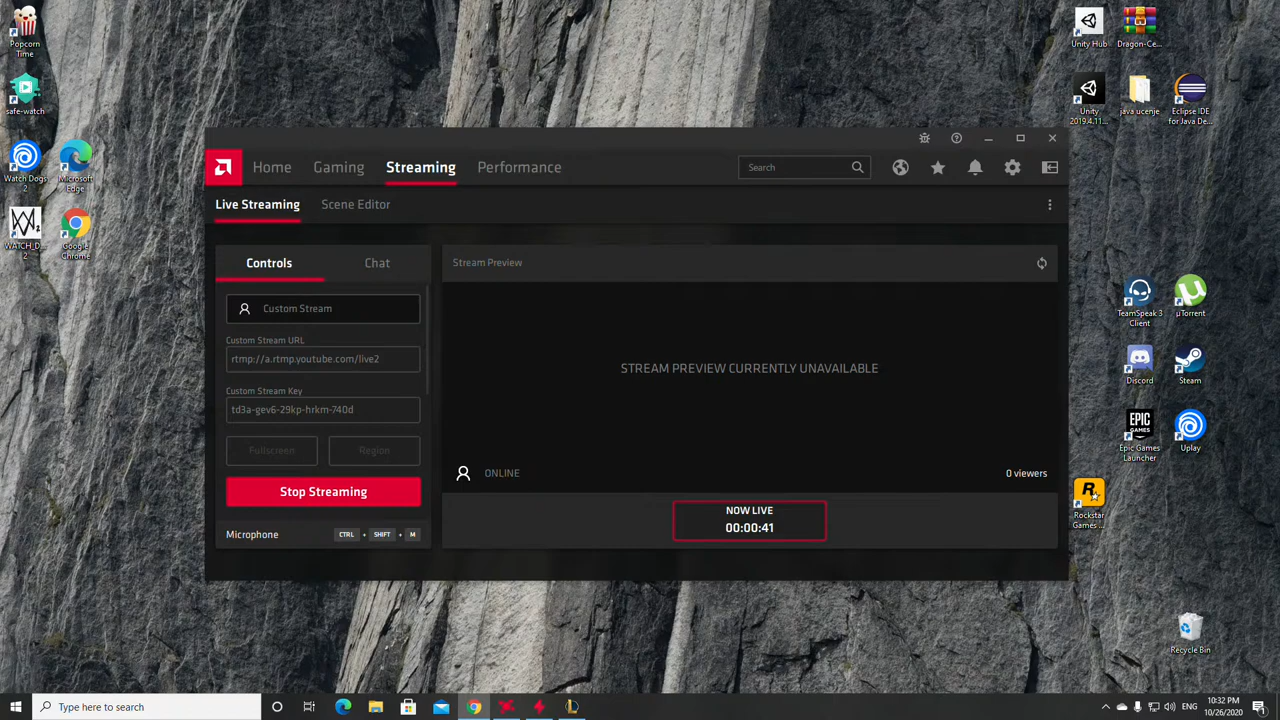 Popcorn
Time
safe-watch
Watch Dogs
2
Microsoft
Edge
WATCH_D...
2
Google
Chrome
Unity Hub
Dragon-Ce...
Unity
2019.4.11...
java ucenje
Eclipse IDE
for Java De...
Home
Gaming
Streaming
Performance
Search
Live Streaming
Scene Editor
Controls
Chat
Stream Preview
Custom Stream
Custom Stream URL
rtmp://a.rtmp.youtube.com/live2
Custom Stream Key
td3a-gev6-29kp-hrkm-740d
Fullscreen
Region
Stop Streaming
Microphone
CTRL + SHIFT + M
STREAM PREVIEW CURRENTLY UNAVAILABLE
ONLINE
0 viewers
NOW LIVE
00:00:41
TeamSpeak 3
Client
µTorrent
Discord
Steam
EPIC
GAMES
Epic Games
Launcher
Uplay
Rockstar
Games ...
Recycle Bin
Type here to search
ENG
10:32 PM
10/26/2020
1